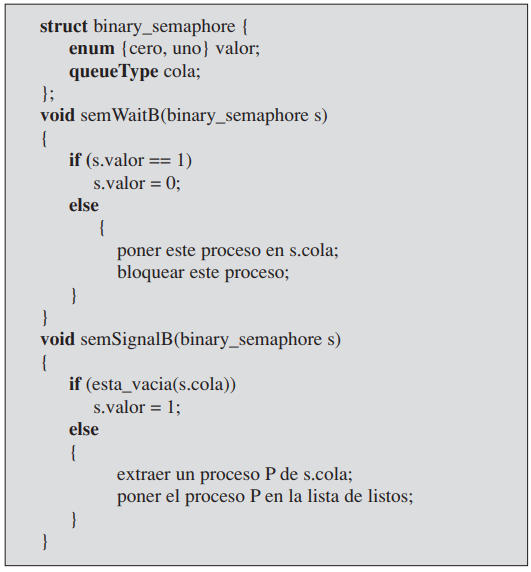 struct binary_semaphore {
enum {cero, uno} valor;
queueType cola;
};
void semWaitB(binary_semaphore s)
{
if (s.valor == 1)
s.valor = 0;
else
{
poner este proceso en s.cola;
bloquear este proceso;
}
}
void semSignalB(binary_semaphore s)
{
if (esta_vacia(s.cola))
s.valor = 1;
else
{
extraer un proceso P de s.cola;
poner el proceso P en la lista de listos;
}
}